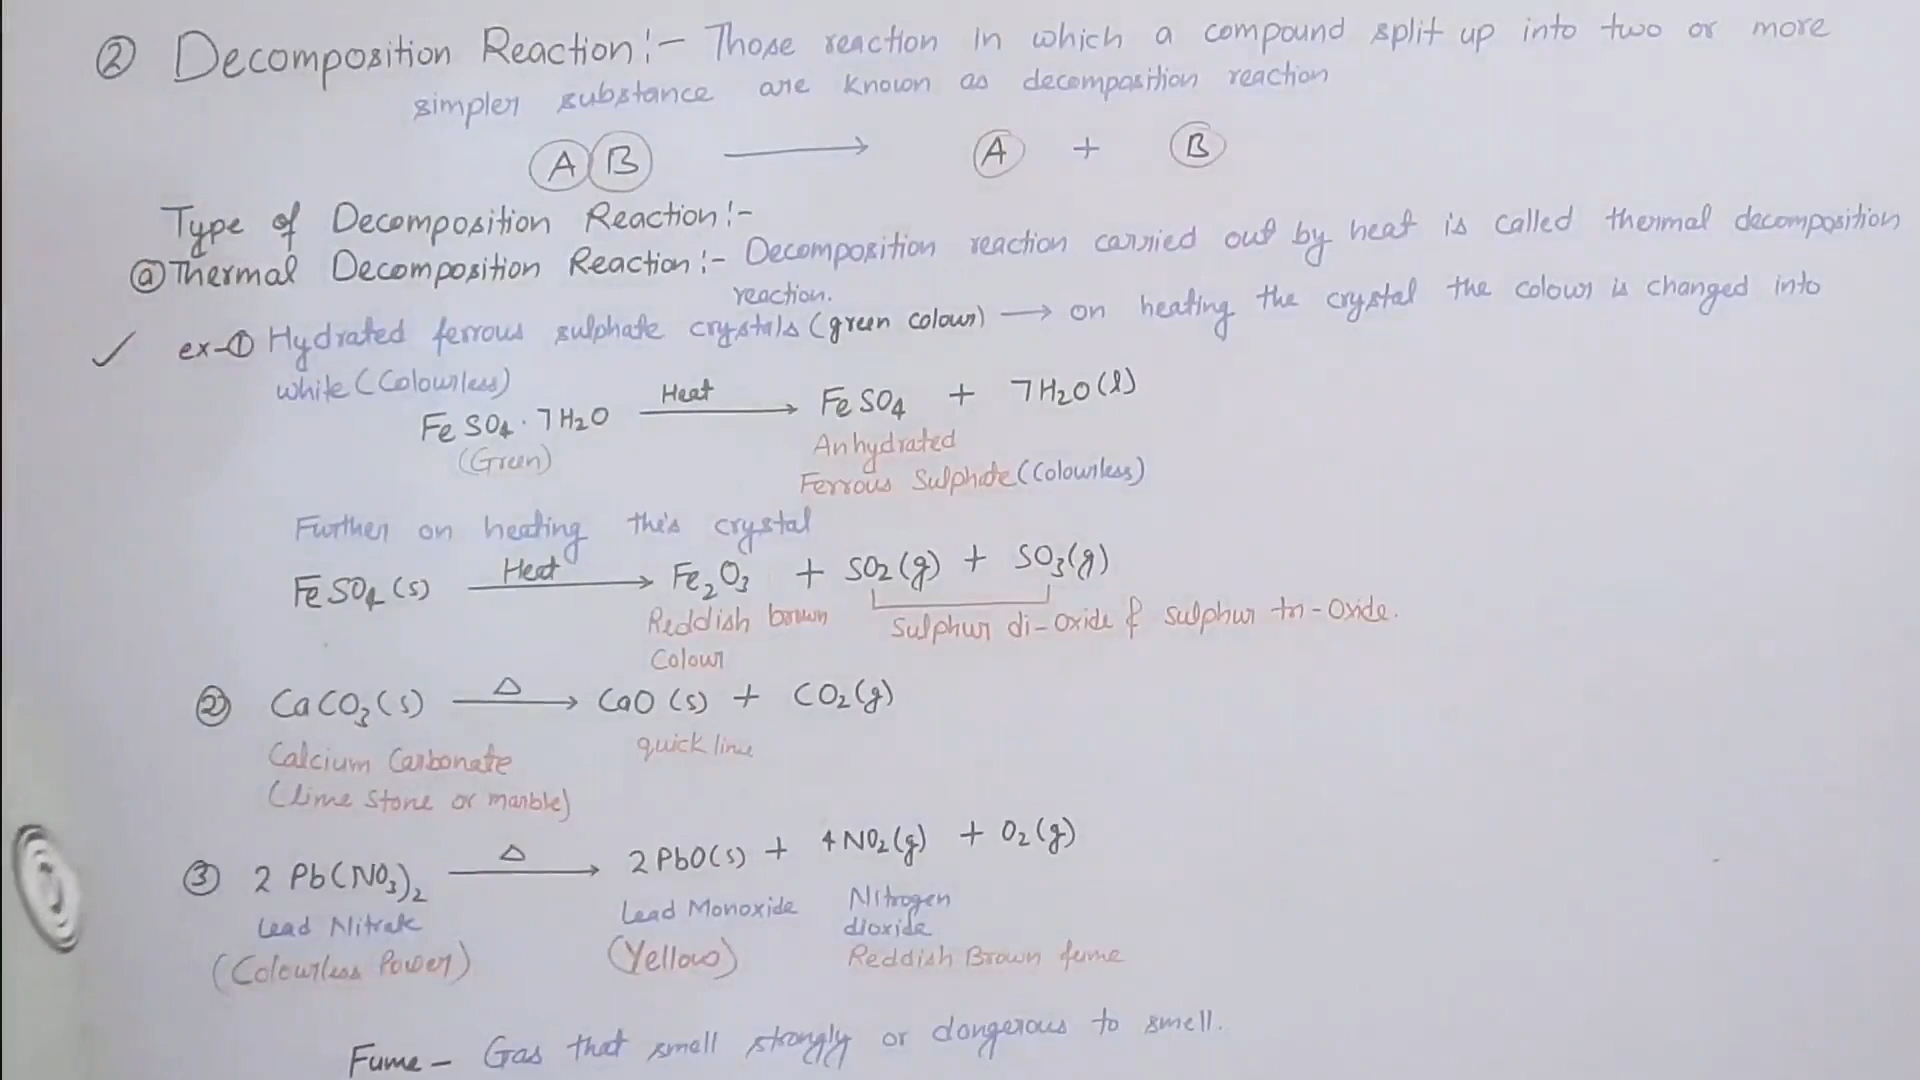 ② Decomposition Reaction:- Those reaction in which a compound split up into two or more
simpler substance are known as decomposition reaction
A B ⟶ A + B
Type of Decomposition Reaction:-
ⓐ Thermal Decomposition Reaction:- Decomposition reaction carried out by heat is called thermal decomposition
reaction.
✓ ex-① Hydrated ferrous sulphate crystals (green colour) ⟶ on heating the crystal the colour is changed into
white (Colourless)
FeSO₄·7H₂O ⟶ Heat FeSO₄ + 7H₂O(l)
(Green) Anhydrated
Ferrous Sulphate (Colourless)
Further on heating this crystal
FeSO₄(s) ⟶ Heat Fe₂O₃ + SO₂(g) + SO₃(g)
Reddish brown Sulphur di-Oxide & sulphur tri-Oxide.
Colour
② CaCO₃(s) ⟶ △ CaO(s) + CO₂(g)
Calcium Carbonate quick lime
(Lime Stone or marble)
③ 2 Pb(NO₃)₂ ⟶ △ 2PbO(s) + 4NO₂(g) + O₂(g)
Lead Nitrate Lead Monoxide Nitrogen
dioxide
(Colourless Power) (Yellow) Reddish Brown fume
Fume - Gas that smell strongly or dangerous to smell.